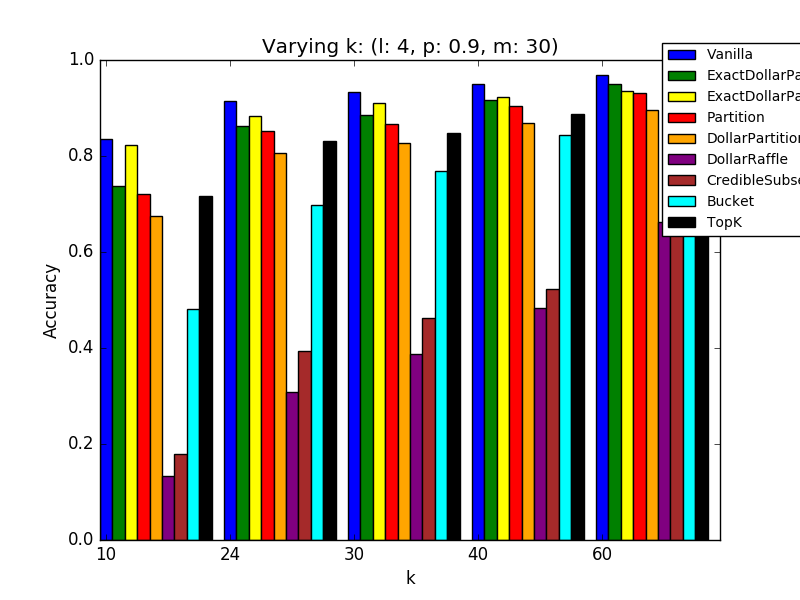 Varying k: (l: 4, p: 0.9, m: 30)
Vanilla
ExactDollarPa
ExactDollarPa
Partition
DollarPartition
DollarRaffle
CredibleSubse
Bucket
TopK
1.0
0.8
0.6
0.4
0.2
0.0
Accuracy
10 24 30 40 60
k